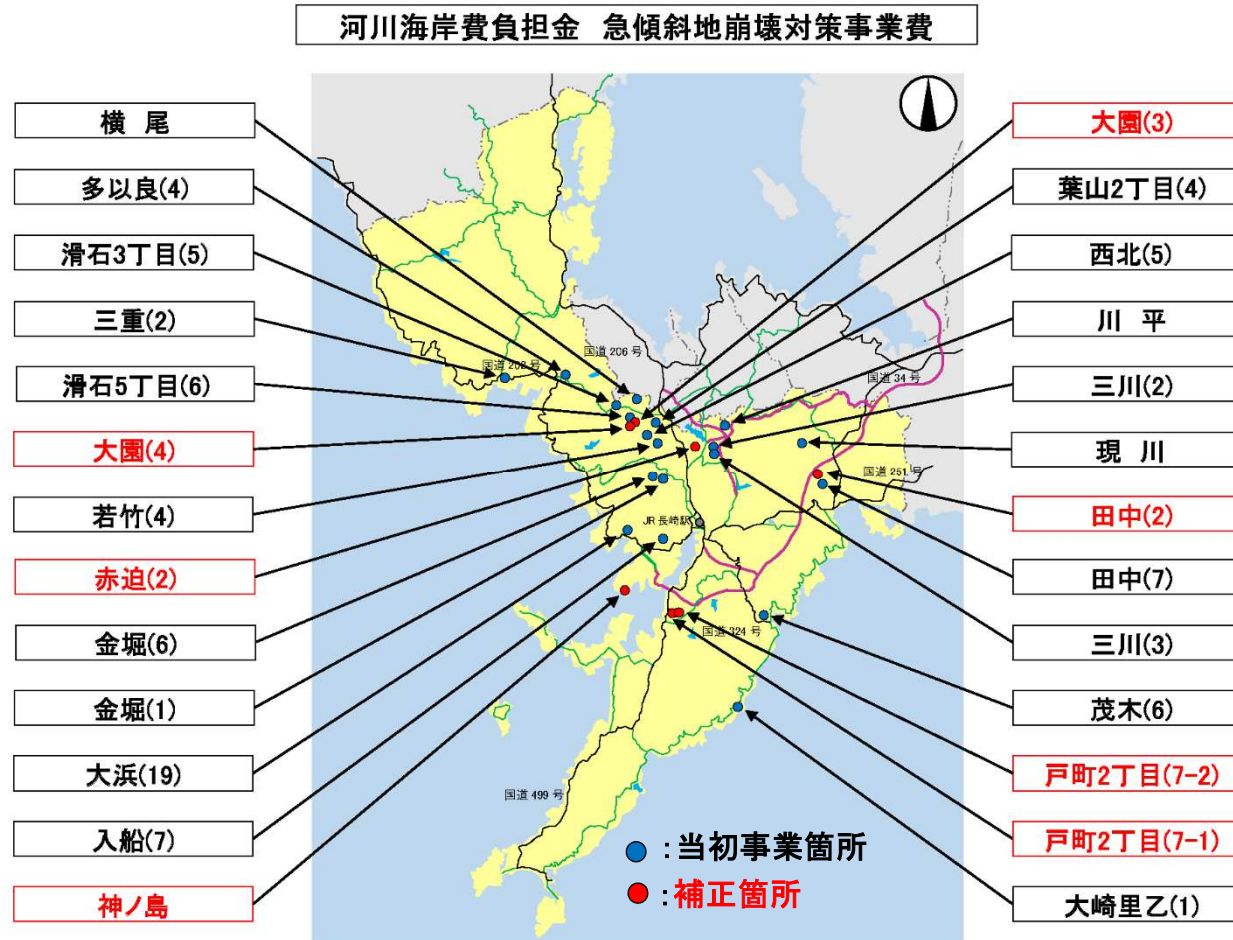 河川海岸費負担金 急傾斜地崩壊対策事業費
横 尾
多以良(4)
滑石3丁目(5)
三重(2)
滑石5丁目(6)
大園(4)
若竹(4)
赤迫(2)
金堀(6)
金堀(1)
大浜(19)
入船(7)
神ノ島
大園(3)
葉山2丁目(4)
西北(5)
川 平
三川(2)
現 川
田中(2)
田中(7)
三川(3)
茂木(6)
戸町2丁目(7-2)
戸町2丁目(7-1)
大崎里乙(1)
国道 206 号
国道 202 号
国道 34 号
国道 251 号
JR 長崎駅
国道 324 号
国道 499 号
:当初事業箇所
:補正箇所